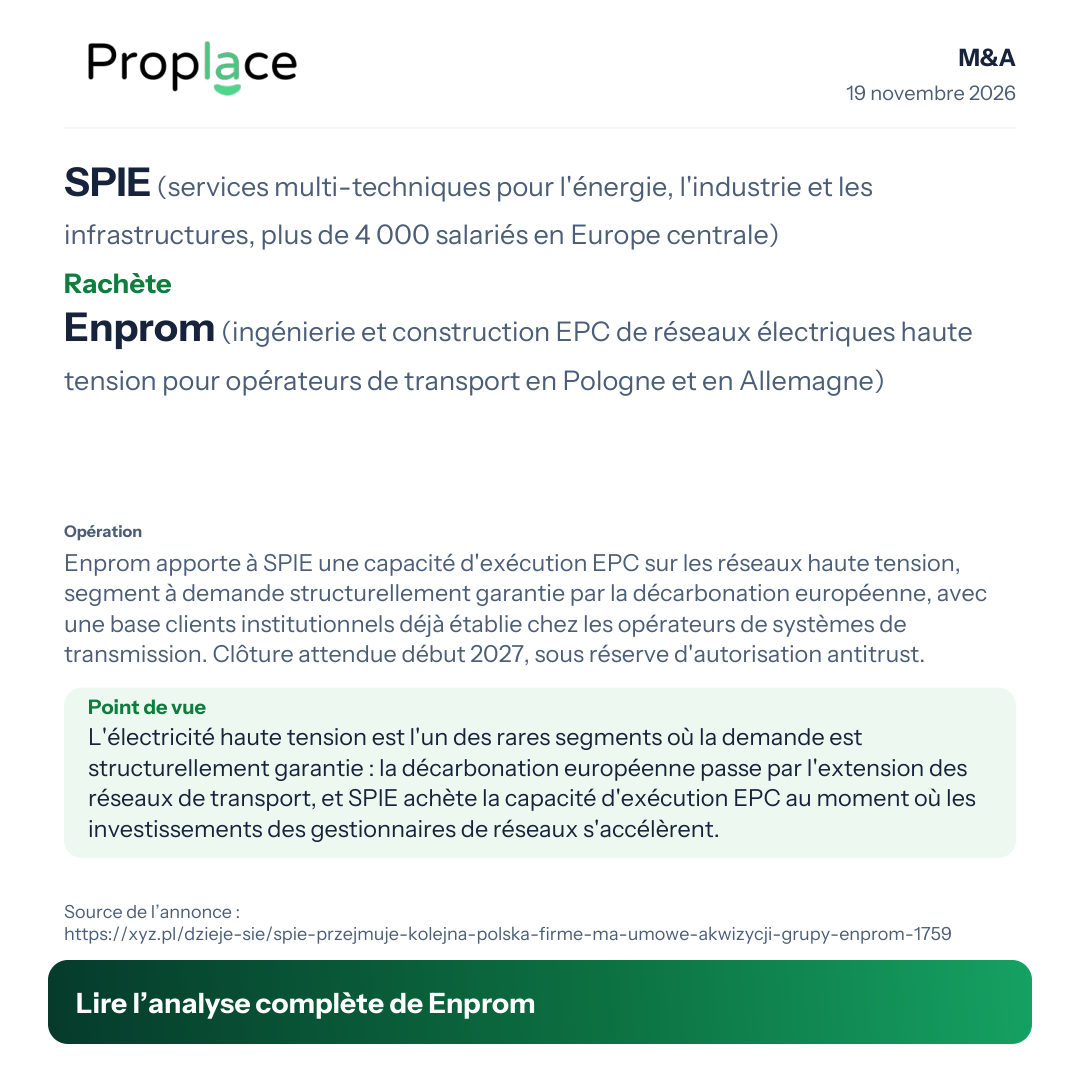 Proplace
M&A
19 novembre 2026
SPIE (services multi-techniques pour l'énergie, l'industrie et les
infrastructures, plus de 4 000 salariés en Europe centrale)
Rachète
Enprom (ingénierie et construction EPC de réseaux électriques haute
tension pour opérateurs de transport en Pologne et en Allemagne)
Opération
Enprom apporte à SPIE une capacité d'exécution EPC sur les réseaux haute tension,
segment à demande structurellement garantie par la décarbonation européenne, avec
une base clients institutionnels déjà établie chez les opérateurs de systèmes de
transmission. Clôture attendue début 2027, sous réserve d'autorisation antitrust.
Point de vue
L'électricité haute tension est l'un des rares segments où la demande est
structurellement garantie : la décarbonation européenne passe par l'extension des
réseaux de transport, et SPIE achète la capacité d'exécution EPC au moment où les
investissements des gestionnaires de réseaux s'accélèrent.
Source de l’annonce :
https://xyz.pl/dzieje-sie/spie-przejmuje-kolejna-polska-firme-ma-umowe-akwizycji-grupy-enprom-1759
Lire l’analyse complète de Enprom